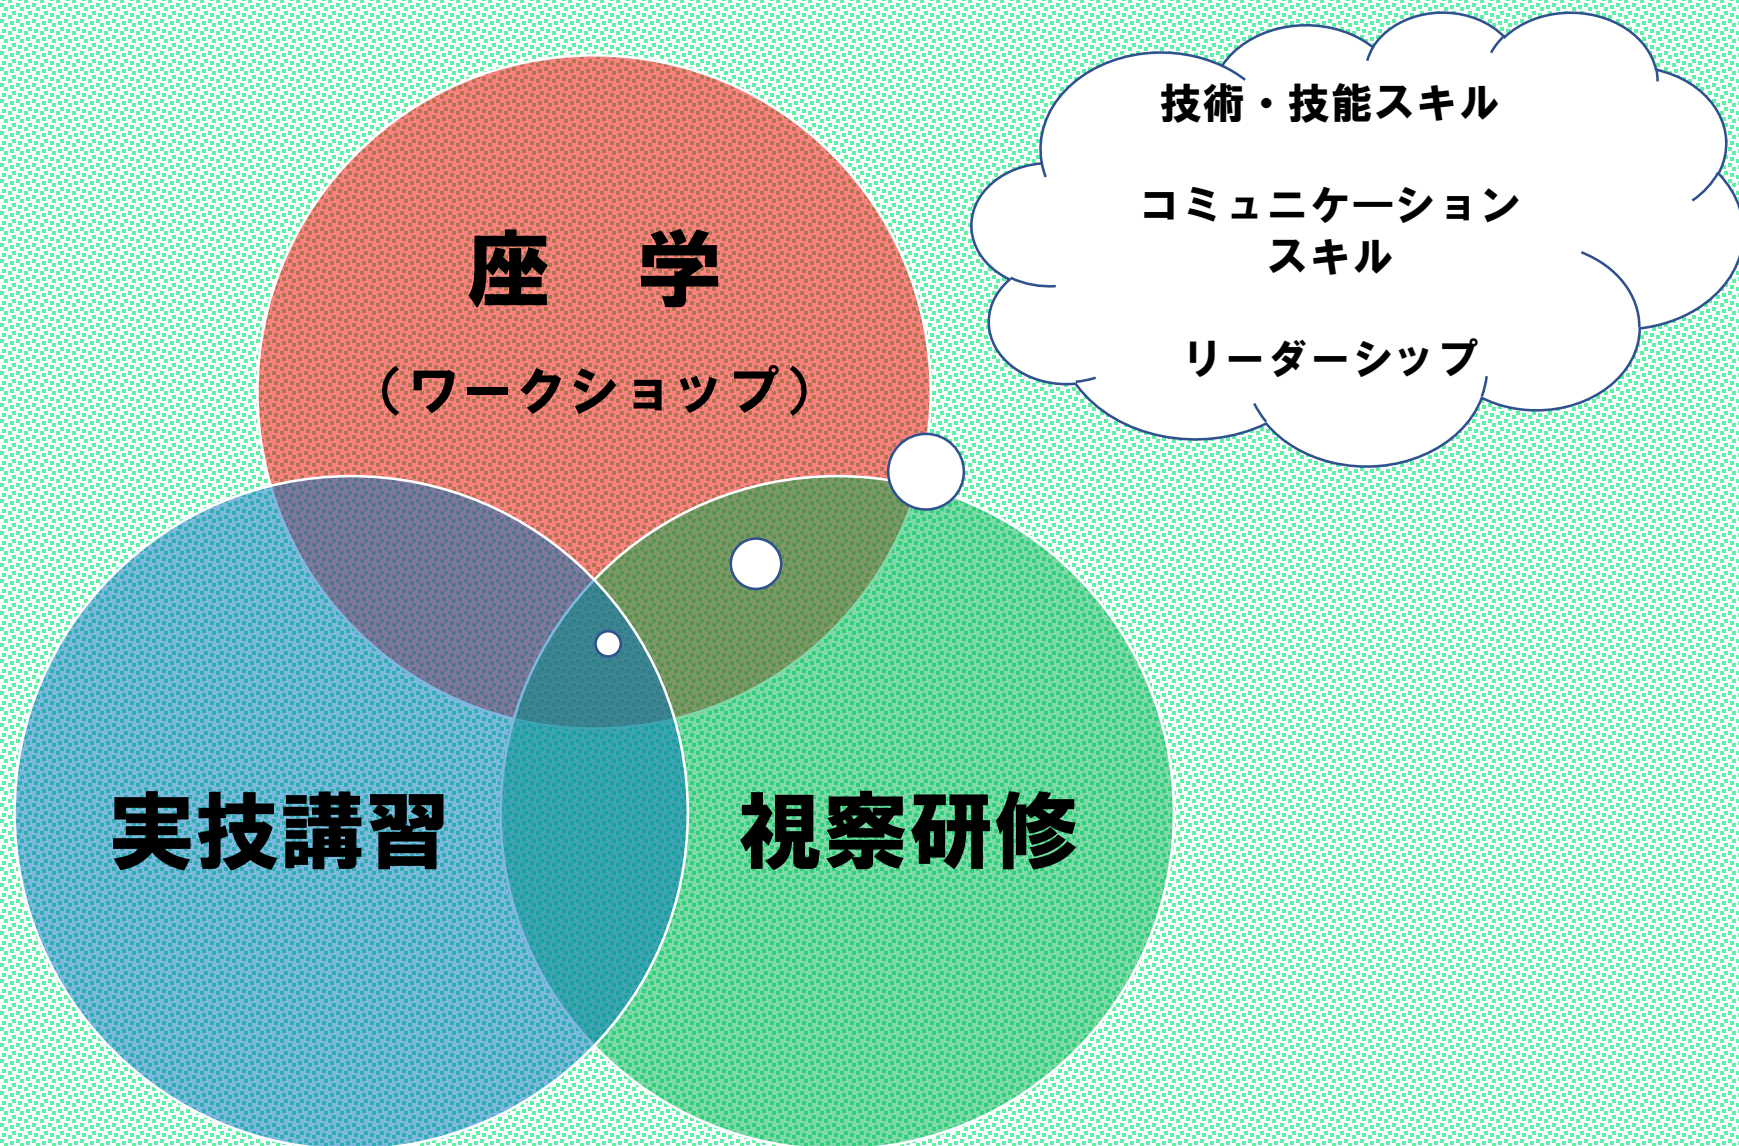 技術・技能スキル
コミュニケーション
スキル
リーダーシップ
座　学
（ワークショップ）
実技講習
視察研修